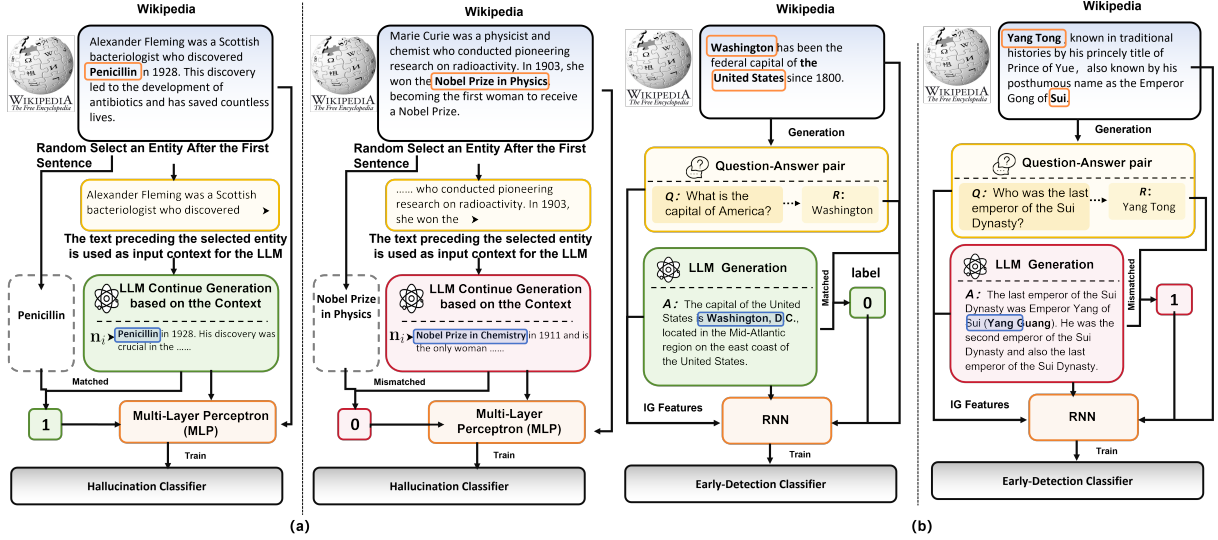 Wikipedia
WIKIPEDIA
The Free Encyclopedia
Alexander Fleming was a Scottish
bacteriologist who discovered
Penicillin in 1928. This discovery
led to the development of
antibiotics and has saved countless
lives.
Random Select an Entity After the First
Sentence
Alexander Fleming was a Scottish
bacteriologist who discovered
The text preceding the selected entity
is used as input context for the LLM
Penicillin
LLM Continue Generation
based on tthe Context
n_i
Penicillin in 1928. His discovery was
crucial in the ......
Matched
1
Multi-Layer Perceptron
(MLP)
Train
Hallucination Classifier
Wikipedia
WIKIPEDIA
The Free Encyclopedia
Marie Curie was a physicist and
chemist who conducted pioneering
research on radioactivity. In 1903, she
won the Nobel Prize in Physics
becoming the first woman to receive
a Nobel Prize.
Random Select an Entity After the First
Sentence
...... who conducted pioneering
research on radioactivity. In 1903,
she won the
The text preceding the selected entity
is used as input context for the LLM
Nobel Prize
in Physics
LLM Continue Generation
based on tthe Context
n_i
Nobel Prize in Chemistry in 1911 and is
the only woman ......
Mismatched
0
Multi-Layer
Perceptron (MLP)
Train
Hallucination Classifier
(a)
Wikipedia
WIKIPEDIA
The Free Encyclopedia
Washington has been the
federal capital of the
United States since 1800.
Generation
Question-Answer pair
Q: What is the
capital of America?
R:
Washington
LLM Generation
A: The capital of the United
States is Washington, D.C.,
located in the Mid-Atlantic
region on the east coast of
the United States.
Matched
label
0
IG Features
RNN
Train
Early-Detection Classifier
Wikipedia
WIKIPEDIA
The Free Encyclopedia
Yang Tong known in traditional
histories by his princely title of
Prince of Yue, also known by his
posthumous name as the Emperor
Gong of Sui.
Generation
Question-Answer pair
Q: Who was the last
emperor of the Sui
Dynasty?
R:
Yang Tong
LLM Generation
A: The last emperor of the Sui
Dynasty was Emperor Yang of
Sui (Yang Guang). He was the
second emperor of the Sui
Dynasty and also the last
emperor of the Sui Dynasty.
Mismatched
1
IG Features
RNN
Train
Early-Detection Classifier
(b)